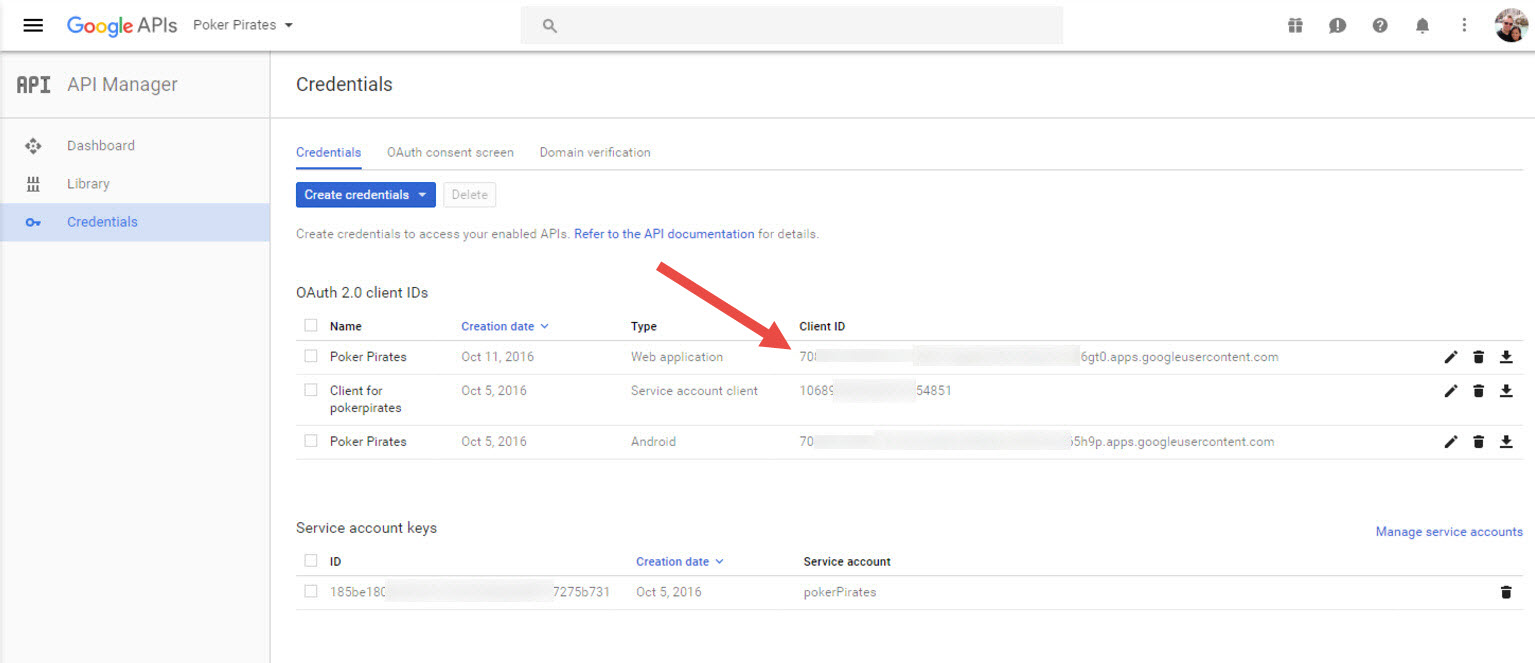 Google APIs Poker Pirates
API API Manager
Credentials
Dashboard
Library
Credentials
Credentials OAuth consent screen Domain verification
Create credentials Delete
Create credentials to access your enabled APIs. Refer to the API documentation for details.
OAuth 2.0 client IDs
Name Creation date Type Client ID
Poker Pirates Oct 11, 2016 Web application 708 6gt0.apps.googleusercontent.com
Client for pokerpirates Oct 5, 2016 Service account client 10689 54851
Poker Pirates Oct 5, 2016 Android 70 65h9p.apps.googleusercontent.com
Service account keys
Manage service accounts
ID Creation date Service account
185be180 7275b731 Oct 5, 2016 pokerPirates